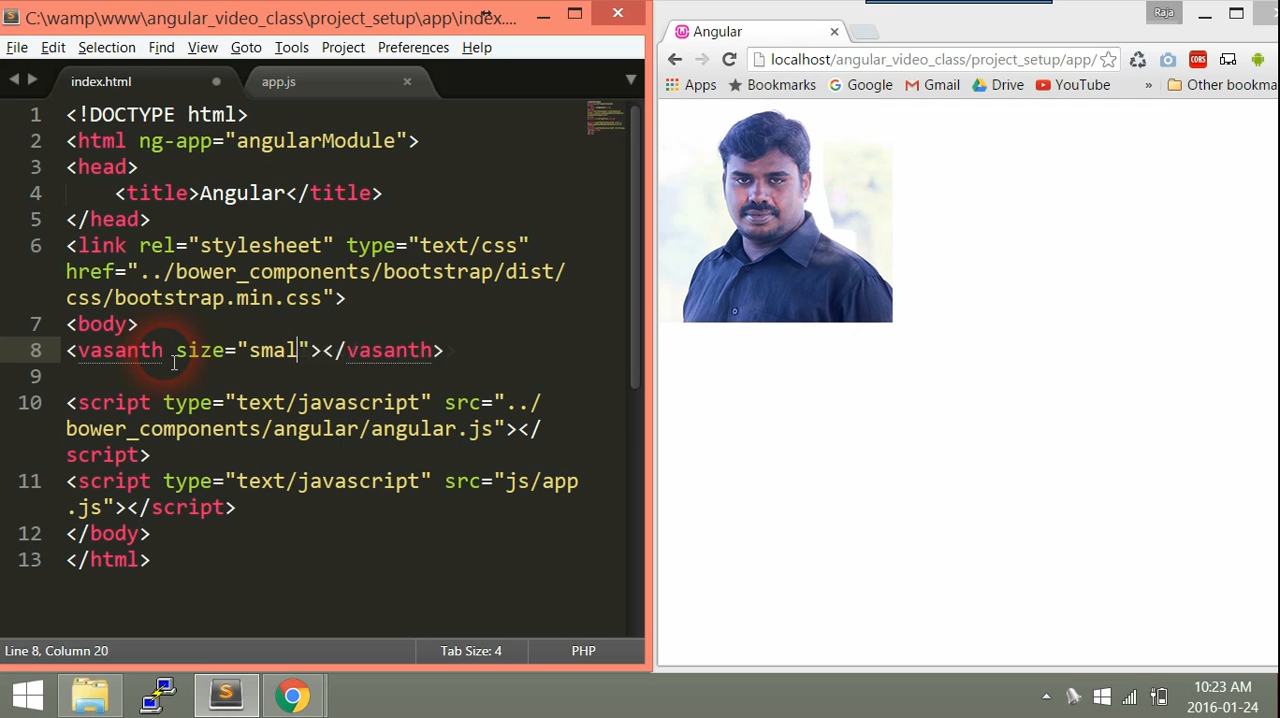 C:\wamp\www\angular_video_class\project_setup\app\index....
File Edit Selection Find View Goto Tools Project Preferences Help
index.html app.js
1 <!DOCTYPE html>
2 <html ng-app="angularModule">
3 <head>
4 <title>Angular</title>
5 </head>
6 <link rel="stylesheet" type="text/css"
href="../bower_components/bootstrap/dist/
css/bootstrap.min.css">
7 <body>
8 <vasanth size="smal"></vasanth>
9
10 <script type="text/javascript" src="../
bower_components/angular/angular.js"></
script>
11 <script type="text/javascript" src="js/app
.js"></script>
12 </body>
13 </html>
Line 8, Column 20 Tab Size: 4 PHP
Raja
Angular
localhost/angular_video_class/project_setup/app/
CORS
Apps Bookmarks Google Gmail Drive YouTube » Other bookma
10:23 AM
2016-01-24